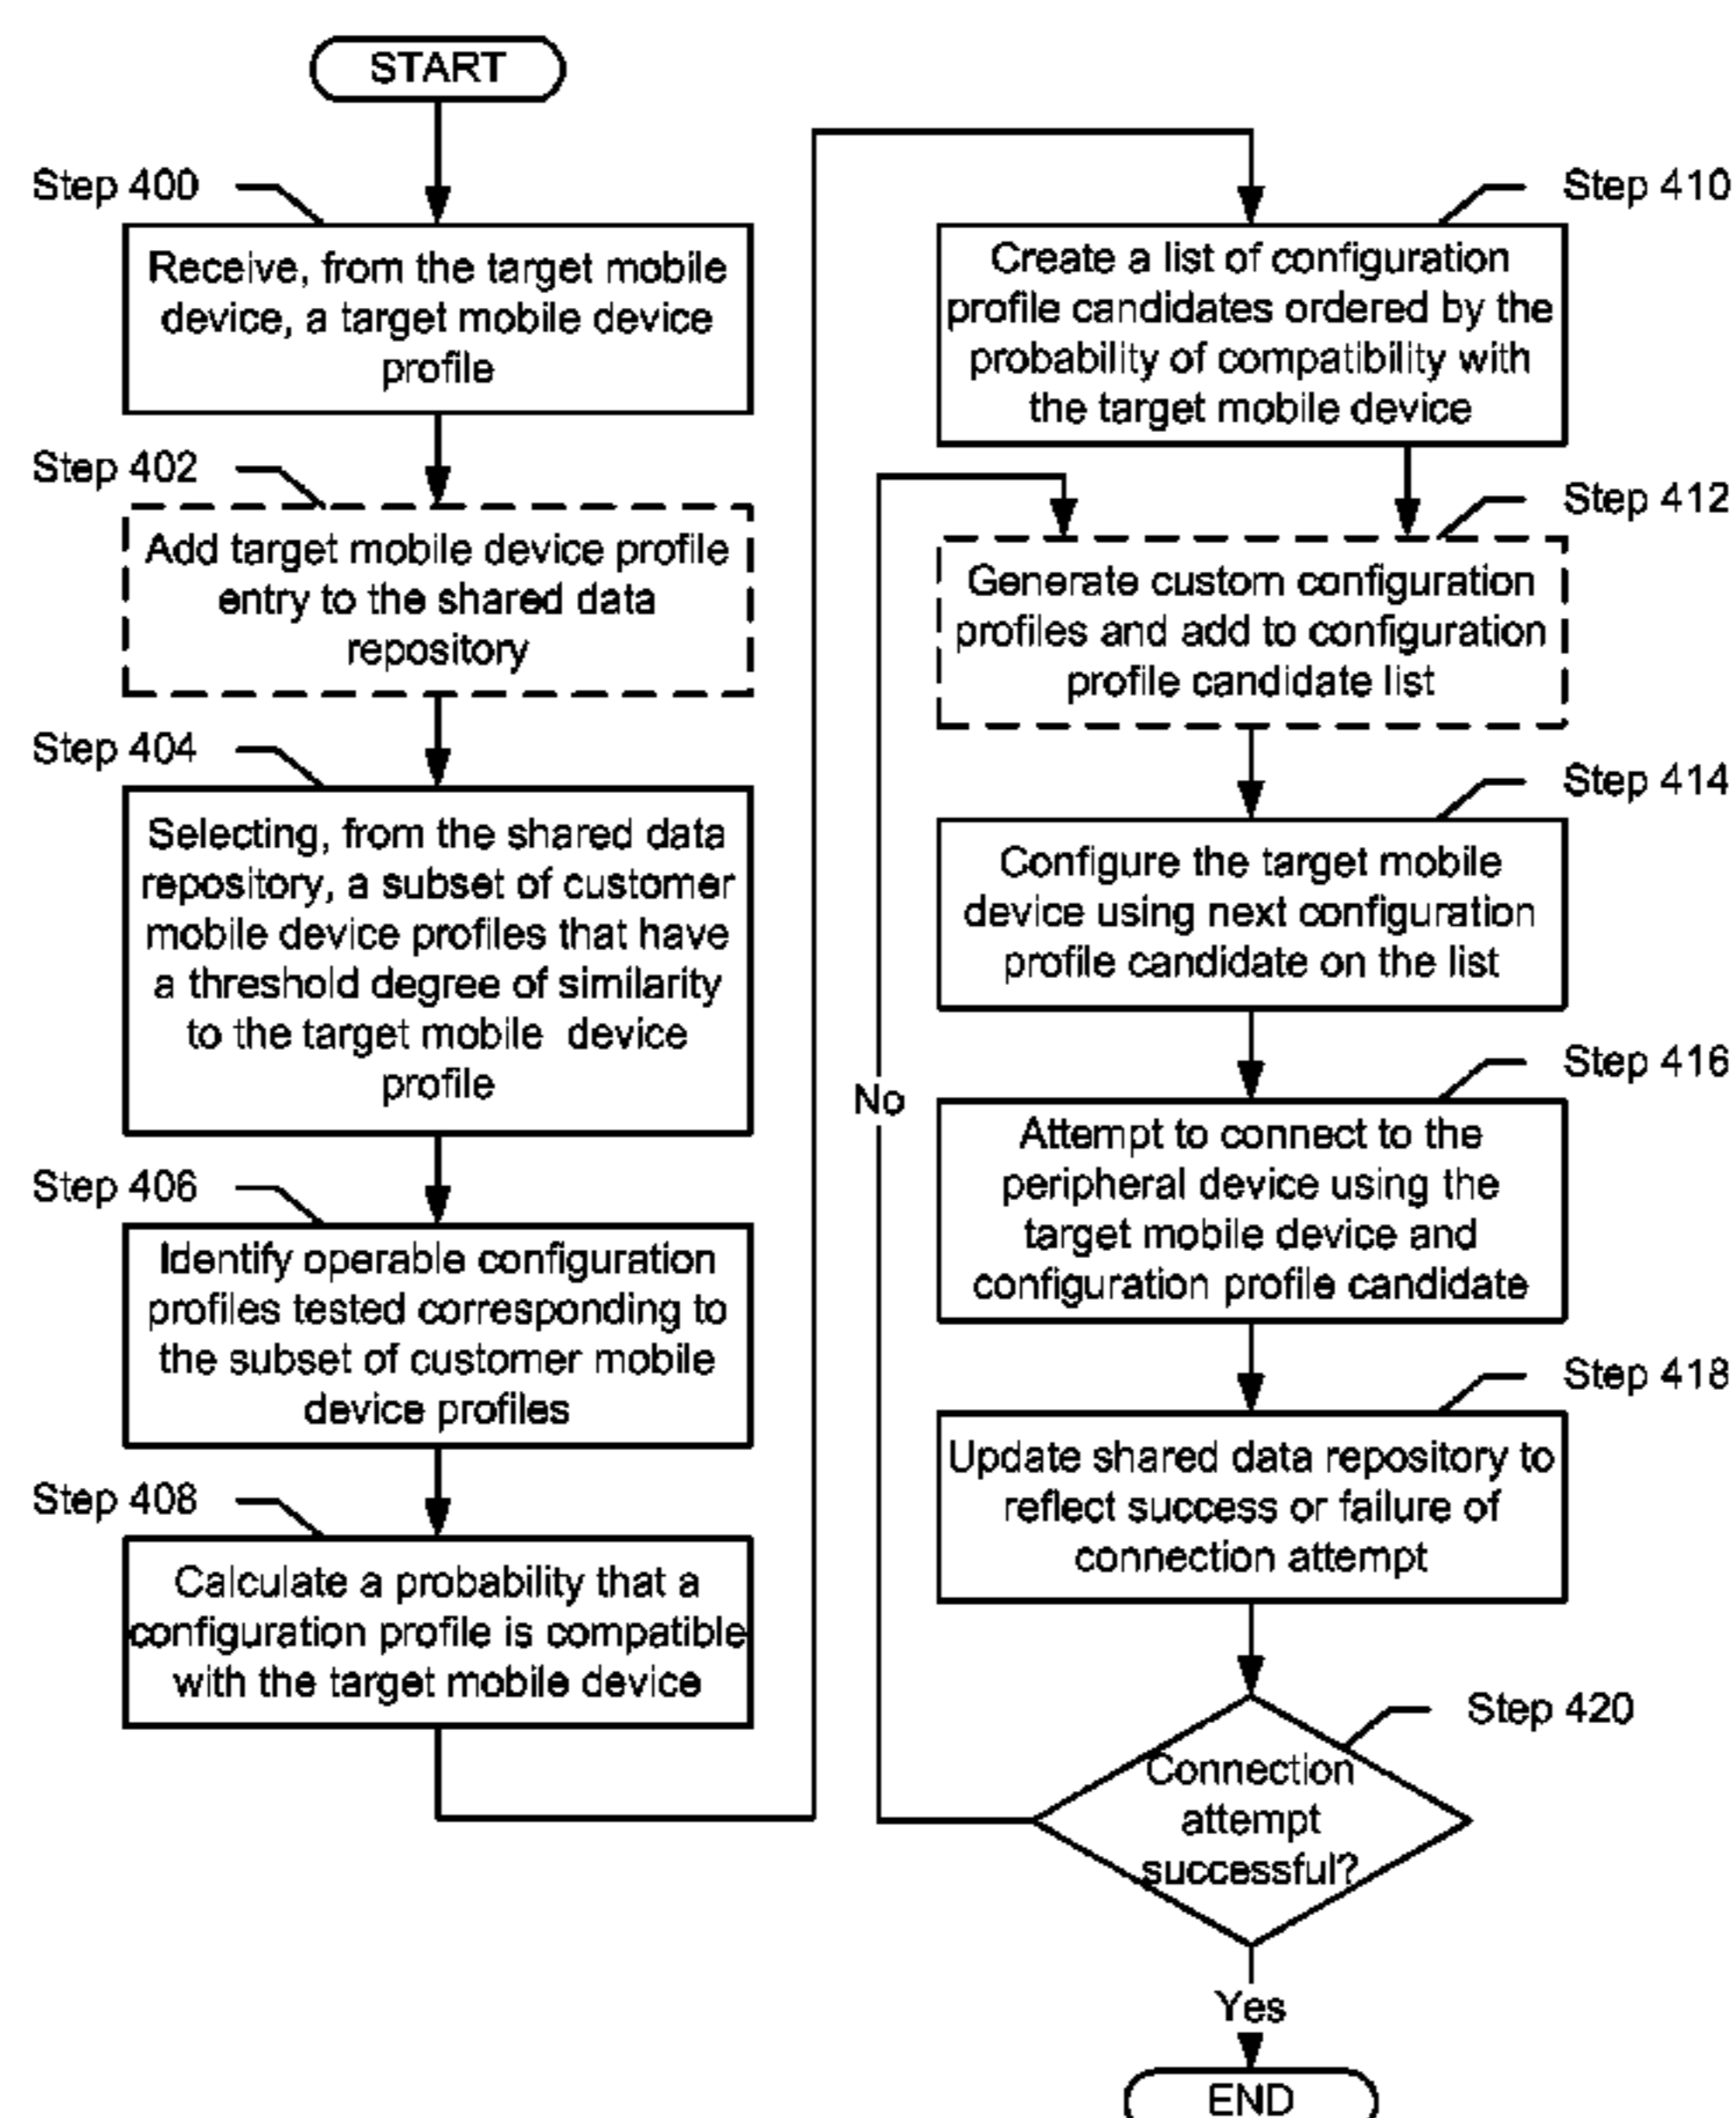 START
Step 400
Receive, from the target mobile
device, a target mobile device
profile
Step 402
Add target mobile device profile
entry to the shared data
repository
Step 404
Selecting, from the shared data
repository, a subset of customer
mobile device profiles that have
a threshold degree of similarity
to the target mobile device
profile
Step 406
Identify operable configuration
profiles tested corresponding to
the subset of customer mobile
device profiles
Step 408
Calculate a probability that a
configuration profile is compatible
with the target mobile device
Step 410
Create a list of configuration
profile candidates ordered by the
probability of compatibility with
the target mobile device
Step 412
Generate custom configuration
profiles and add to configuration
profile candidate list
Step 414
Configure the target mobile
device using next configuration
profile candidate on the list
Step 416
Attempt to connect to the
peripheral device using the
target mobile device and
configuration profile candidate
Step 418
Update shared data repository to
reflect success or failure of
connection attempt
Step 420
Connection
attempt
successful?
No
Yes
END